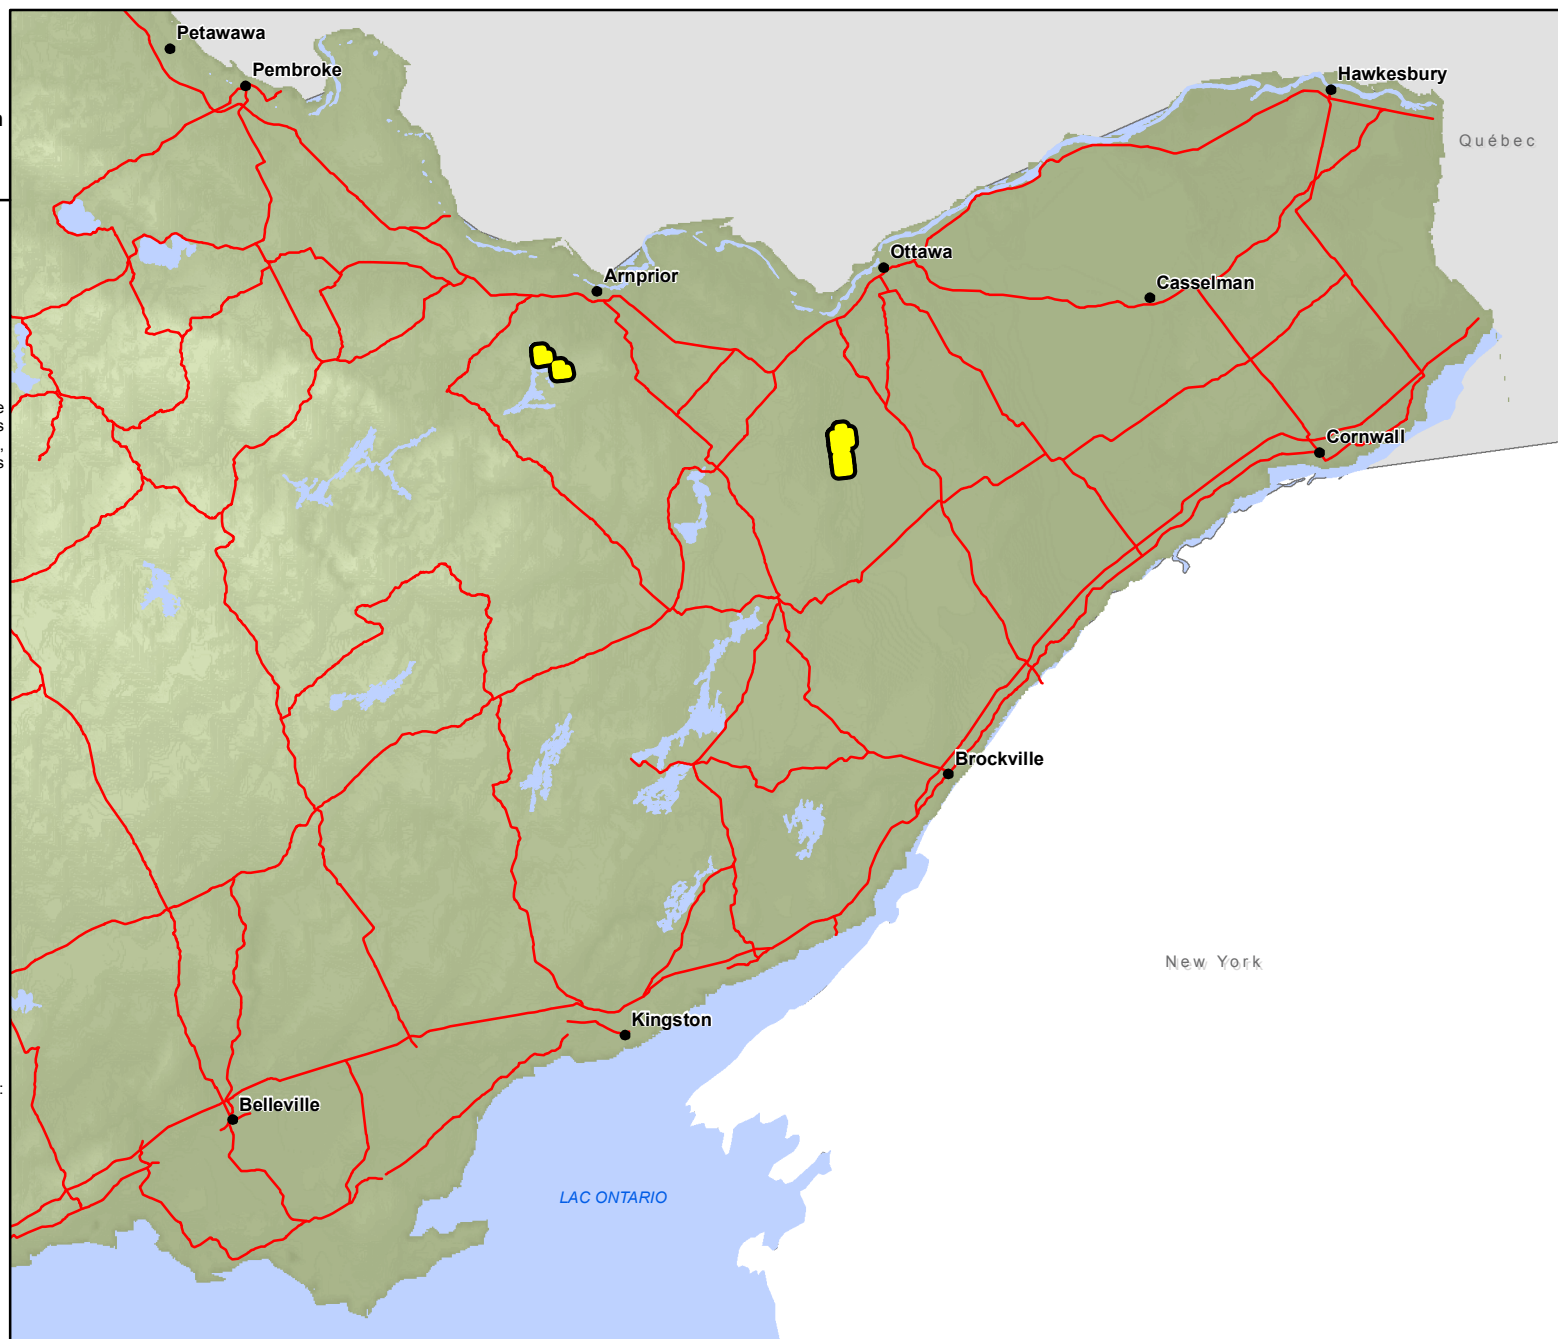 Petawawa
Pembroke
Hawkesbury
Québec
Ottawa
Arnprior
Casselman
Cornwall
Brockville
New York
Kingston
Belleville
LAC ONTARIO